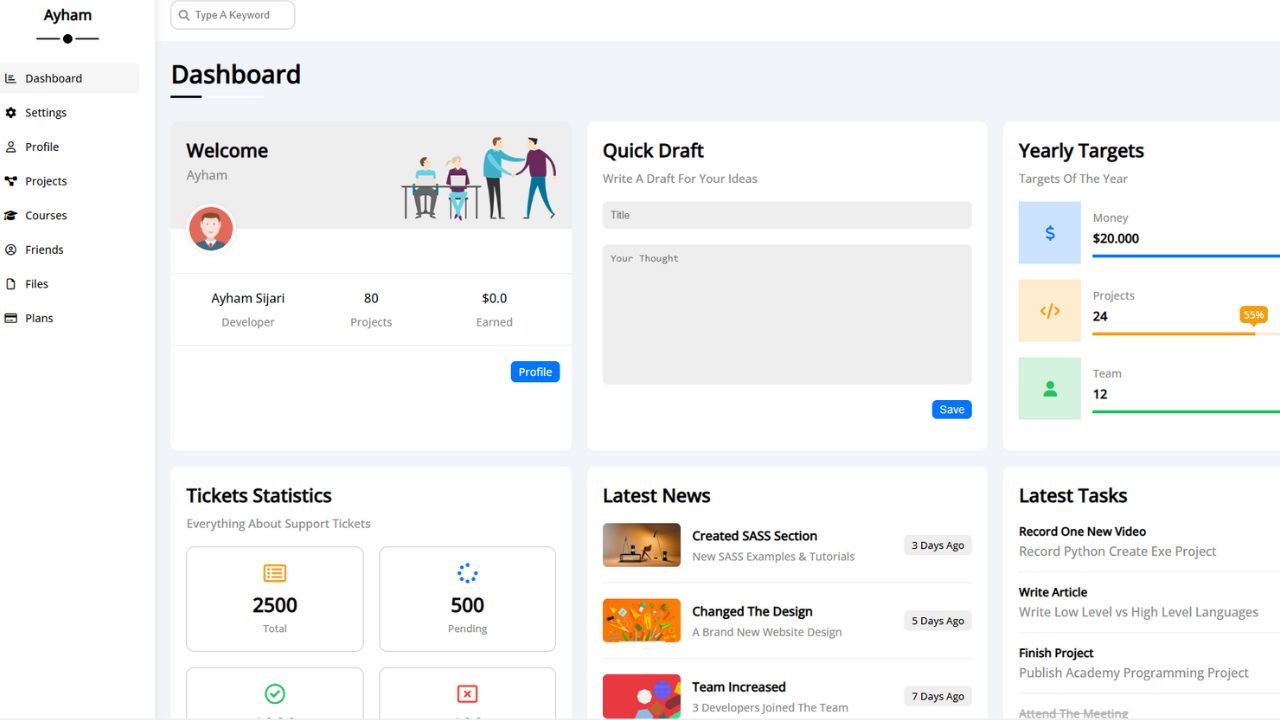 Ayham
Type A Keyword
Dashboard
Settings
Profile
Projects
Courses
Friends
Files
Plans
Dashboard
Welcome
Ayham
Ayham Sijari
Developer
80
Projects
$0.0
Earned
Profile
Quick Draft
Write A Draft For Your Ideas
Title
Your Thought
Save
Yearly Targets
Targets Of The Year
Money
$20.000
Projects
24
55%
Team
12
Tickets Statistics
Everything About Support Tickets
2500
Total
500
Pending
Latest News
Created SASS Section
New SASS Examples & Tutorials
3 Days Ago
Changed The Design
A Brand New Website Design
5 Days Ago
Team Increased
3 Developers Joined The Team
7 Days Ago
Latest Tasks
Record One New Video
Record Python Create Exe Project
Write Article
Write Low Level vs High Level Languages
Finish Project
Publish Academy Programming Project
Attend The Meeting